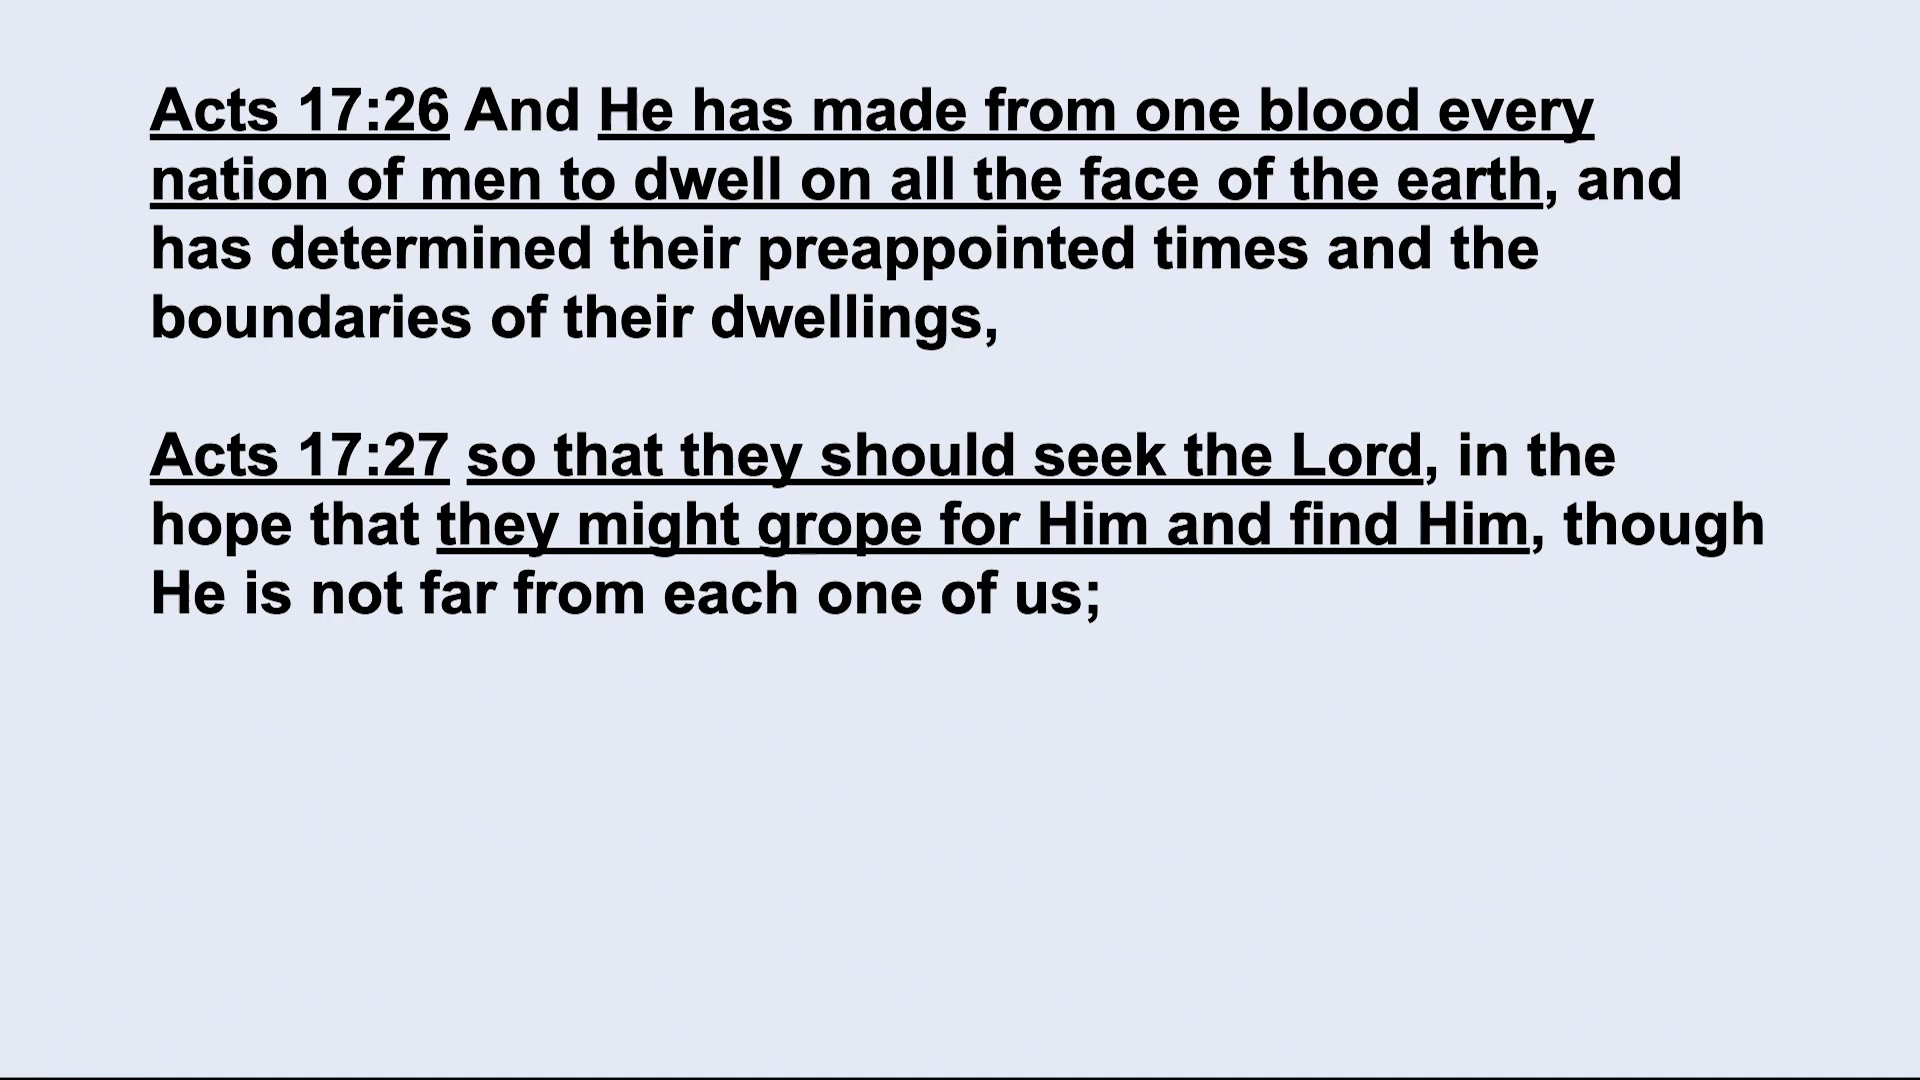 Acts 17:26 And He has made from one blood every
nation of men to dwell on all the face of the earth, and
has determined their preappointed times and the
boundaries of their dwellings,
Acts 17:27 so that they should seek the Lord, in the
hope that they might grope for Him and find Him, though
He is not far from each one of us;